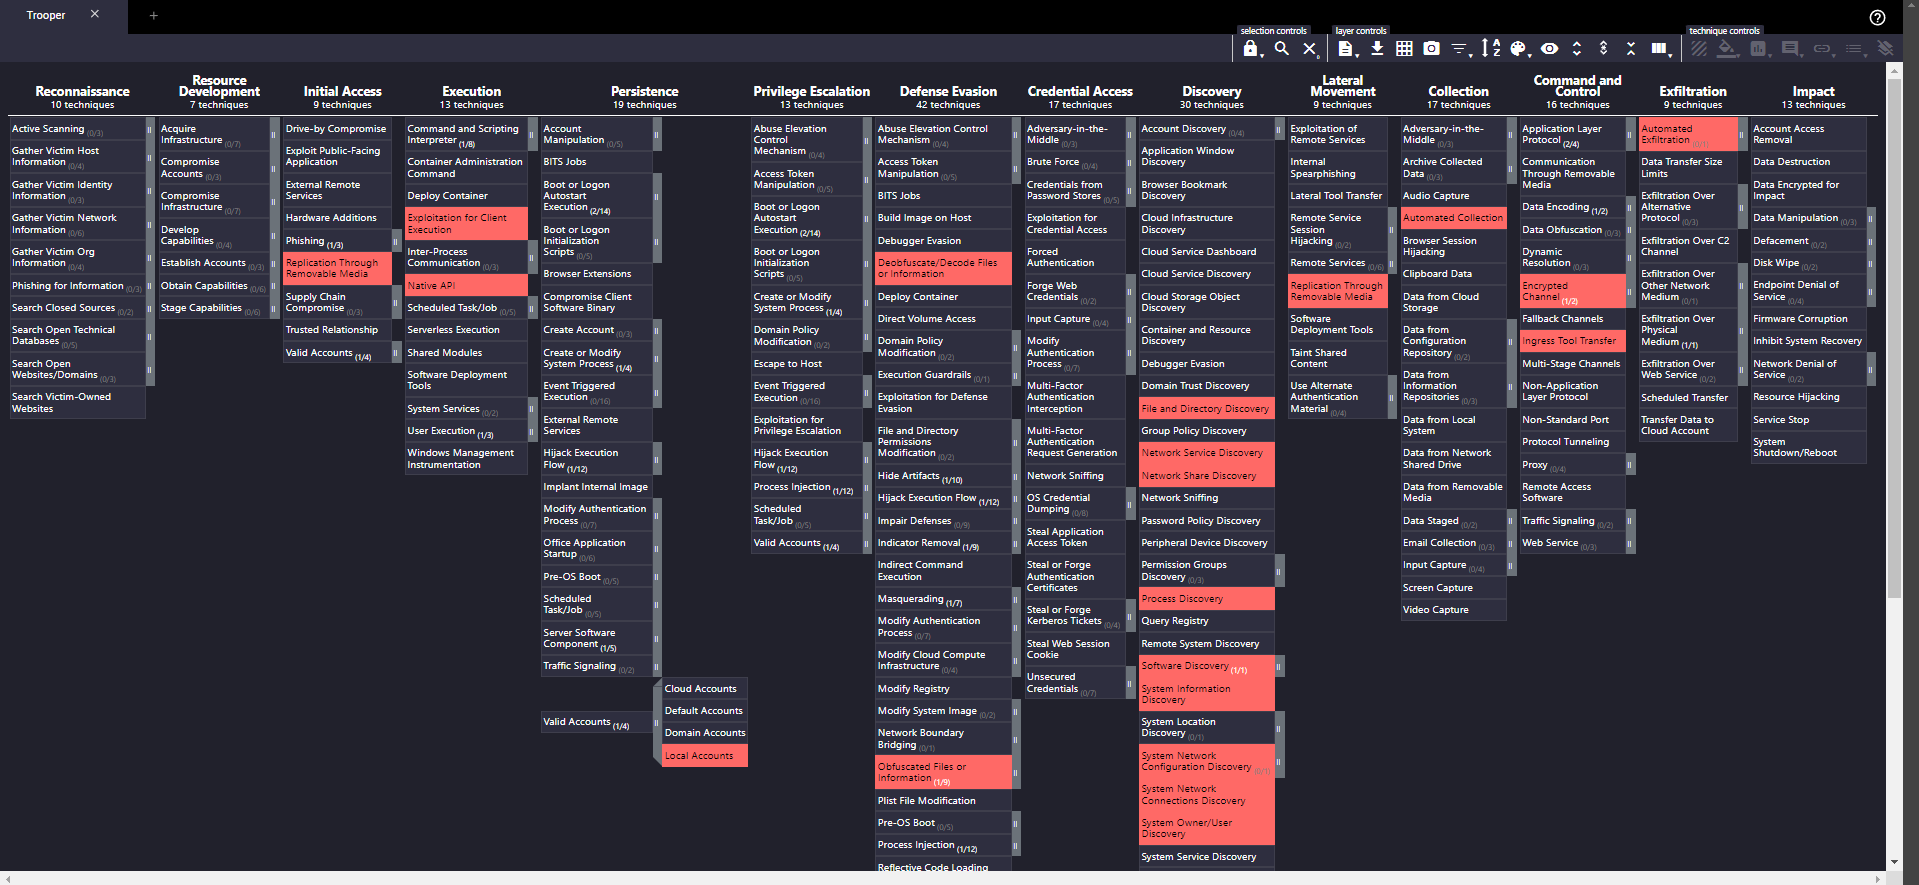 Trooper
selection controls
layer controls
technique controls
Reconnaissance
10 techniques
Active Scanning (0/3)
Gather Victim Host
Information (0/4)
Gather Victim Identity
Information (0/3)
Gather Victim Network
Information (0/6)
Gather Victim Org
Information (0/4)
Phishing for Information (0/3)
Search Closed Sources (0/2)
Search Open Technical
Databases (0/5)
Search Open
Websites/Domains (0/3)
Search Victim-Owned
Websites
Resource
Development
7 techniques
Acquire
Infrastructure (0/7)
Compromise
Accounts (0/3)
Compromise
Infrastructure (0/7)
Develop
Capabilities (0/4)
Establish Accounts (0/3)
Obtain Capabilities (0/6)
Stage Capabilities (0/6)
Initial Access
9 techniques
Drive-by Compromise
Exploit Public-Facing
Application
External Remote
Services
Hardware Additions
Phishing (1/3)
Replication Through
Removable Media
Supply Chain
Compromise (0/3)
Trusted Relationship
Valid Accounts (1/4)
Execution
13 techniques
Command and Scripting
Interpreter (1/8)
Container Administration
Command
Deploy Container
Exploitation for Client
Execution
Inter-Process
Communication (0/3)
Native API
Scheduled Task/Job (0/5)
Serverless Execution
Shared Modules
Software Deployment
Tools
System Services (0/2)
User Execution (1/3)
Windows Management
Instrumentation
Persistence
19 techniques
Account
Manipulation (0/5)
BITS Jobs
Boot or Logon
Autostart
Execution (2/14)
Boot or Logon
Initialization
Scripts (0/5)
Browser Extensions
Compromise Client
Software Binary
Create Account (0/3)
Create or Modify
System Process (1/4)
Event Triggered
Execution (0/16)
External Remote
Services
Hijack Execution
Flow (1/12)
Implant Internal Image
Modify Authentication
Process (0/7)
Office Application
Startup (0/6)
Pre-OS Boot (0/5)
Scheduled
Task/Job (0/5)
Server Software
Component (1/5)
Traffic Signaling (0/2)
Valid Accounts (1/4)
Cloud Accounts
Default Accounts
Domain Accounts
Local Accounts
Privilege Escalation
13 techniques
Abuse Elevation
Control
Mechanism (0/4)
Access Token
Manipulation (0/5)
Boot or Logon
Autostart
Execution (2/14)
Boot or Logon
Initialization
Scripts (0/5)
Create or Modify
System Process (1/4)
Domain Policy
Modification (0/2)
Escape to Host
Event Triggered
Execution (0/16)
Exploitation for
Privilege Escalation
Hijack Execution
Flow (1/12)
Process Injection (1/12)
Scheduled
Task/Job (0/5)
Valid Accounts (1/4)
Defense Evasion
42 techniques
Abuse Elevation Control
Mechanism (0/4)
Access Token
Manipulation (0/5)
BITS Jobs
Build Image on Host
Debugger Evasion
Deobfuscate/Decode Files
or Information
Deploy Container
Direct Volume Access
Domain Policy
Modification (0/2)
Execution Guardrails (0/1)
Exploitation for Defense
Evasion
File and Directory
Permissions
Modification (0/2)
Hide Artifacts (1/10)
Hijack Execution Flow (1/12)
Impair Defenses (0/9)
Indicator Removal (1/9)
Indirect Command
Execution
Masquerading (1/7)
Modify Authentication
Process (0/7)
Modify Cloud Compute
Infrastructure (0/4)
Modify Registry
Modify System Image (0/2)
Network Boundary
Bridging (0/1)
Obfuscated Files or
Information (1/9)
Plist File Modification
Pre-OS Boot (0/5)
Process Injection (1/12)
Reflective Code Loading
Credential Access
17 techniques
Adversary-in-the-
Middle (0/3)
Brute Force (0/4)
Credentials from
Password Stores (0/5)
Exploitation for
Credential Access
Forced
Authentication
Forge Web
Credentials (0/2)
Input Capture (0/4)
Modify
Authentication
Process (0/7)
Multi-Factor
Authentication
Interception
Multi-Factor
Authentication
Request Generation
Network Sniffing
OS Credential
Dumping (0/8)
Steal Application
Access Token
Steal or Forge
Authentication
Certificates
Steal or Forge
Kerberos Tickets (0/4)
Steal Web Session
Cookie
Unsecured
Credentials (0/7)
Discovery
30 techniques
Account Discovery (0/4)
Application Window
Discovery
Browser Bookmark
Discovery
Cloud Infrastructure
Discovery
Cloud Service Dashboard
Cloud Service Discovery
Cloud Storage Object
Discovery
Container and Resource
Discovery
Debugger Evasion
Domain Trust Discovery
File and Directory Discovery
Group Policy Discovery
Network Service Discovery
Network Share Discovery
Network Sniffing
Password Policy Discovery
Peripheral Device Discovery
Permission Groups
Discovery (0/3)
Process Discovery
Query Registry
Remote System Discovery
Software Discovery (1/1)
System Information
Discovery
System Location
Discovery (0/1)
System Network
Configuration Discovery (0/1)
System Network
Connections Discovery
System Owner/User
Discovery
System Service Discovery
Lateral
Movement
9 techniques
Exploitation of
Remote Services
Internal
Spearphishing
Lateral Tool Transfer
Remote Service
Session
Hijacking (0/2)
Remote Services (0/6)
Replication Through
Removable Media
Software
Deployment Tools
Taint Shared
Content
Use Alternate
Authentication
Material (0/4)
Collection
17 techniques
Adversary-in-the-
Middle (0/3)
Archive Collected
Data (0/3)
Audio Capture
Automated Collection
Browser Session
Hijacking
Clipboard Data
Data from Cloud
Storage
Data from
Configuration
Repository (0/2)
Data from
Information
Repositories (0/3)
Data from Local
System
Data from Network
Shared Drive
Data from Removable
Media
Data Staged (0/2)
Email Collection (0/3)
Input Capture (0/4)
Screen Capture
Video Capture
Command and
Control
16 techniques
Application Layer
Protocol (2/4)
Communication
Through Removable
Media
Data Encoding (1/2)
Data Obfuscation (0/3)
Dynamic
Resolution (0/3)
Encrypted
Channel (1/2)
Fallback Channels
Ingress Tool Transfer
Multi-Stage Channels
Non-Application
Layer Protocol
Non-Standard Port
Protocol Tunneling
Proxy (0/4)
Remote Access
Software
Traffic Signaling (0/2)
Web Service (0/3)
Exfiltration
9 techniques
Automated
Exfiltration (0/1)
Data Transfer Size
Limits
Exfiltration Over
Alternative
Protocol (0/3)
Exfiltration Over C2
Channel
Exfiltration Over
Other Network
Medium (0/1)
Exfiltration Over
Physical
Medium (1/1)
Exfiltration Over
Web Service (0/2)
Scheduled Transfer
Transfer Data to
Cloud Account
Impact
13 techniques
Account Access
Removal
Data Destruction
Data Encrypted for
Impact
Data Manipulation (0/3)
Defacement (0/2)
Disk Wipe (0/2)
Endpoint Denial of
Service (0/4)
Firmware Corruption
Inhibit System Recovery
Network Denial of
Service (0/2)
Resource Hijacking
Service Stop
System
Shutdown/Reboot